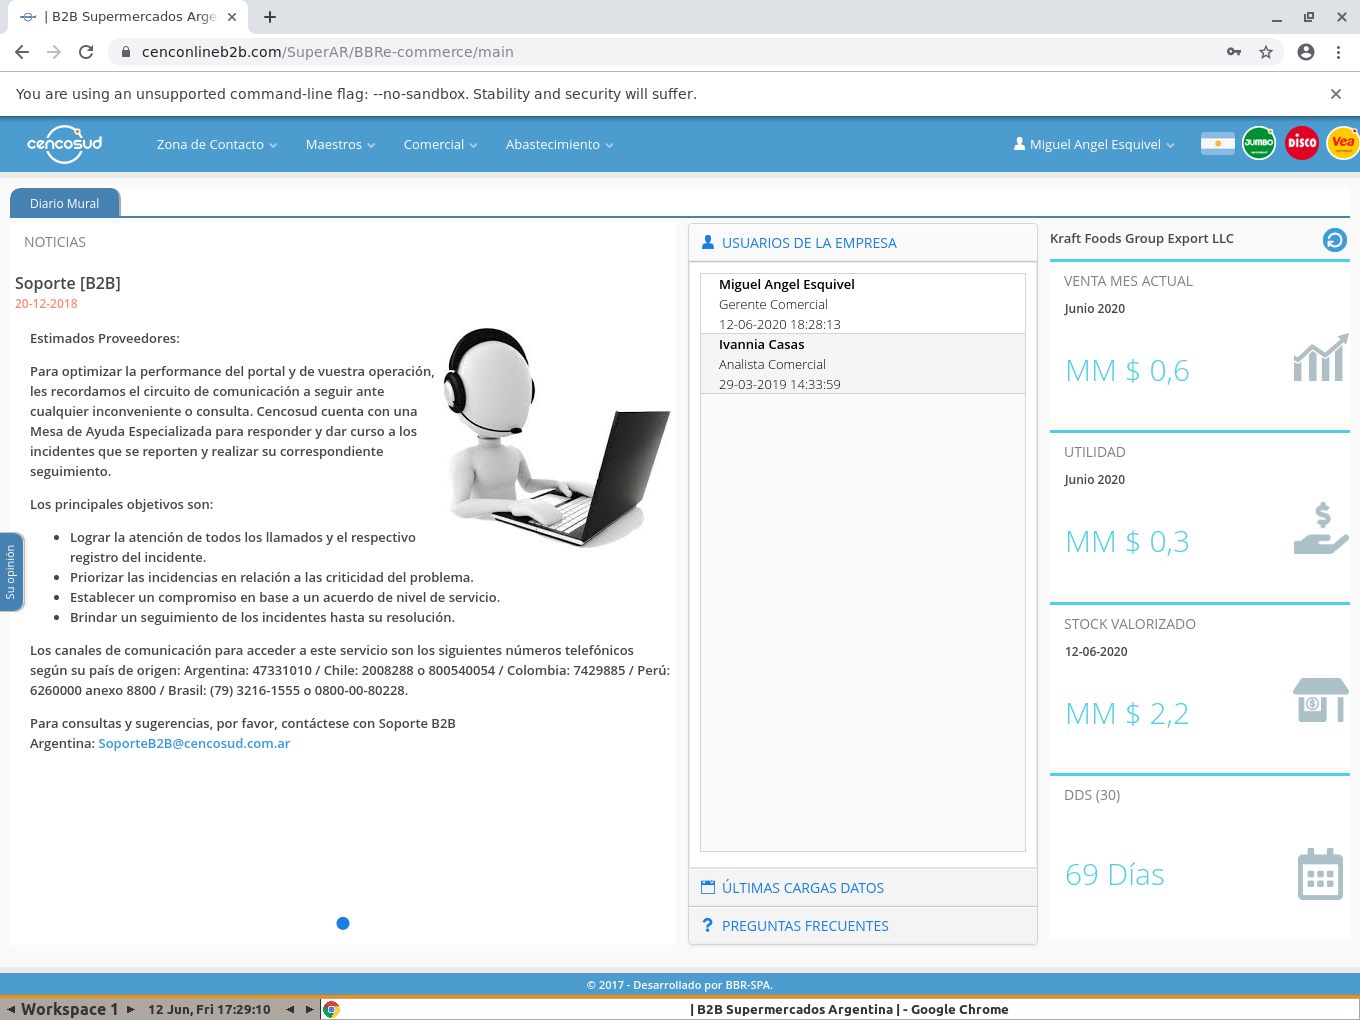 | B2B Supermercados Arge
cenconlineb2b.com/SuperAR/BBRe-commerce/main
You are using an unsupported command-line flag: --no-sandbox. Stability and security will suffer.
cencosud
Zona de Contacto
Maestros
Comercial
Abastecimiento
Miguel Angel Esquivel
JUMBO
DISCO
Vea
Diario Mural
NOTICIAS
Soporte [B2B]
20-12-2018
Estimados Proveedores:
Para optimizar la performance del portal y de vuestra operación,
les recordamos el circuito de comunicación a seguir ante
cualquier inconveniente o consulta. Cencosud cuenta con una
Mesa de Ayuda Especializada para responder y dar curso a los
incidentes que se reporten y realizar su correspondiente
seguimiento.
Los principales objetivos son:
• Lograr la atención de todos los llamados y el respectivo
registro del incidente.
• Priorizar las incidencias en relación a las criticidad del problema.
• Establecer un compromiso en base a un acuerdo de nivel de servicio.
• Brindar un seguimiento de los incidentes hasta su resolución.
Los canales de comunicación para acceder a este servicio son los siguientes números telefónicos
según su país de origen: Argentina: 47331010 / Chile: 2008288 o 800540054 / Colombia: 7429885 / Perú:
6260000 anexo 8800 / Brasil: (79) 3216-1555 o 0800-00-80228.
Para consultas y sugerencias, por favor, contáctese con Soporte B2B
Argentina: SoporteB2B@cencosud.com.ar
Su opinión
USUARIOS DE LA EMPRESA
Miguel Angel Esquivel
Gerente Comercial
12-06-2020 18:28:13
Ivannia Casas
Analista Comercial
29-03-2019 14:33:59
ÚLTIMAS CARGAS DATOS
? PREGUNTAS FRECUENTES
Kraft Foods Group Export LLC
VENTA MES ACTUAL
Junio 2020
MM $ 0,6
UTILIDAD
Junio 2020
MM $ 0,3
STOCK VALORIZADO
12-06-2020
MM $ 2,2
DDS (30)
69 Días
© 2017 - Desarrollado por BBR-SPA.
Workspace 1
12 Jun, Fri 17:29:10
| B2B Supermercados Argentina | - Google Chrome